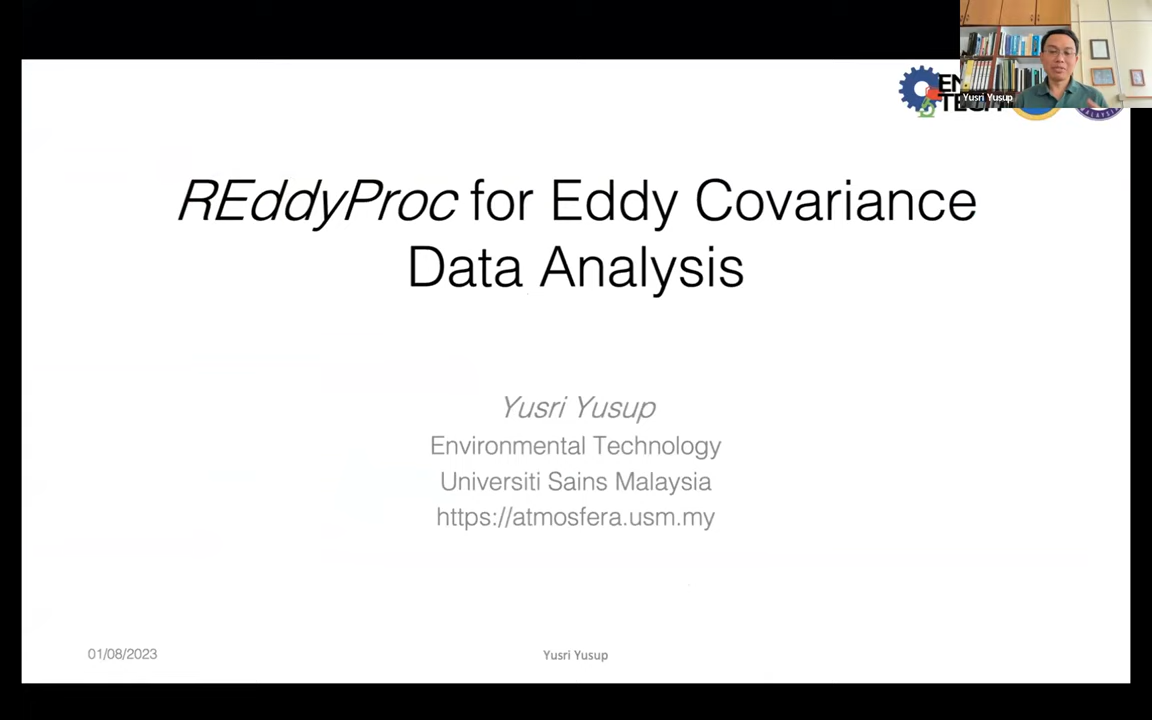 Yusri Yusup
REddyProc for Eddy Covariance
Data Analysis
Yusri Yusup
Environmental Technology
Universiti Sains Malaysia
https://atmosfera.usm.my
01/08/2023
Yusri Yusup